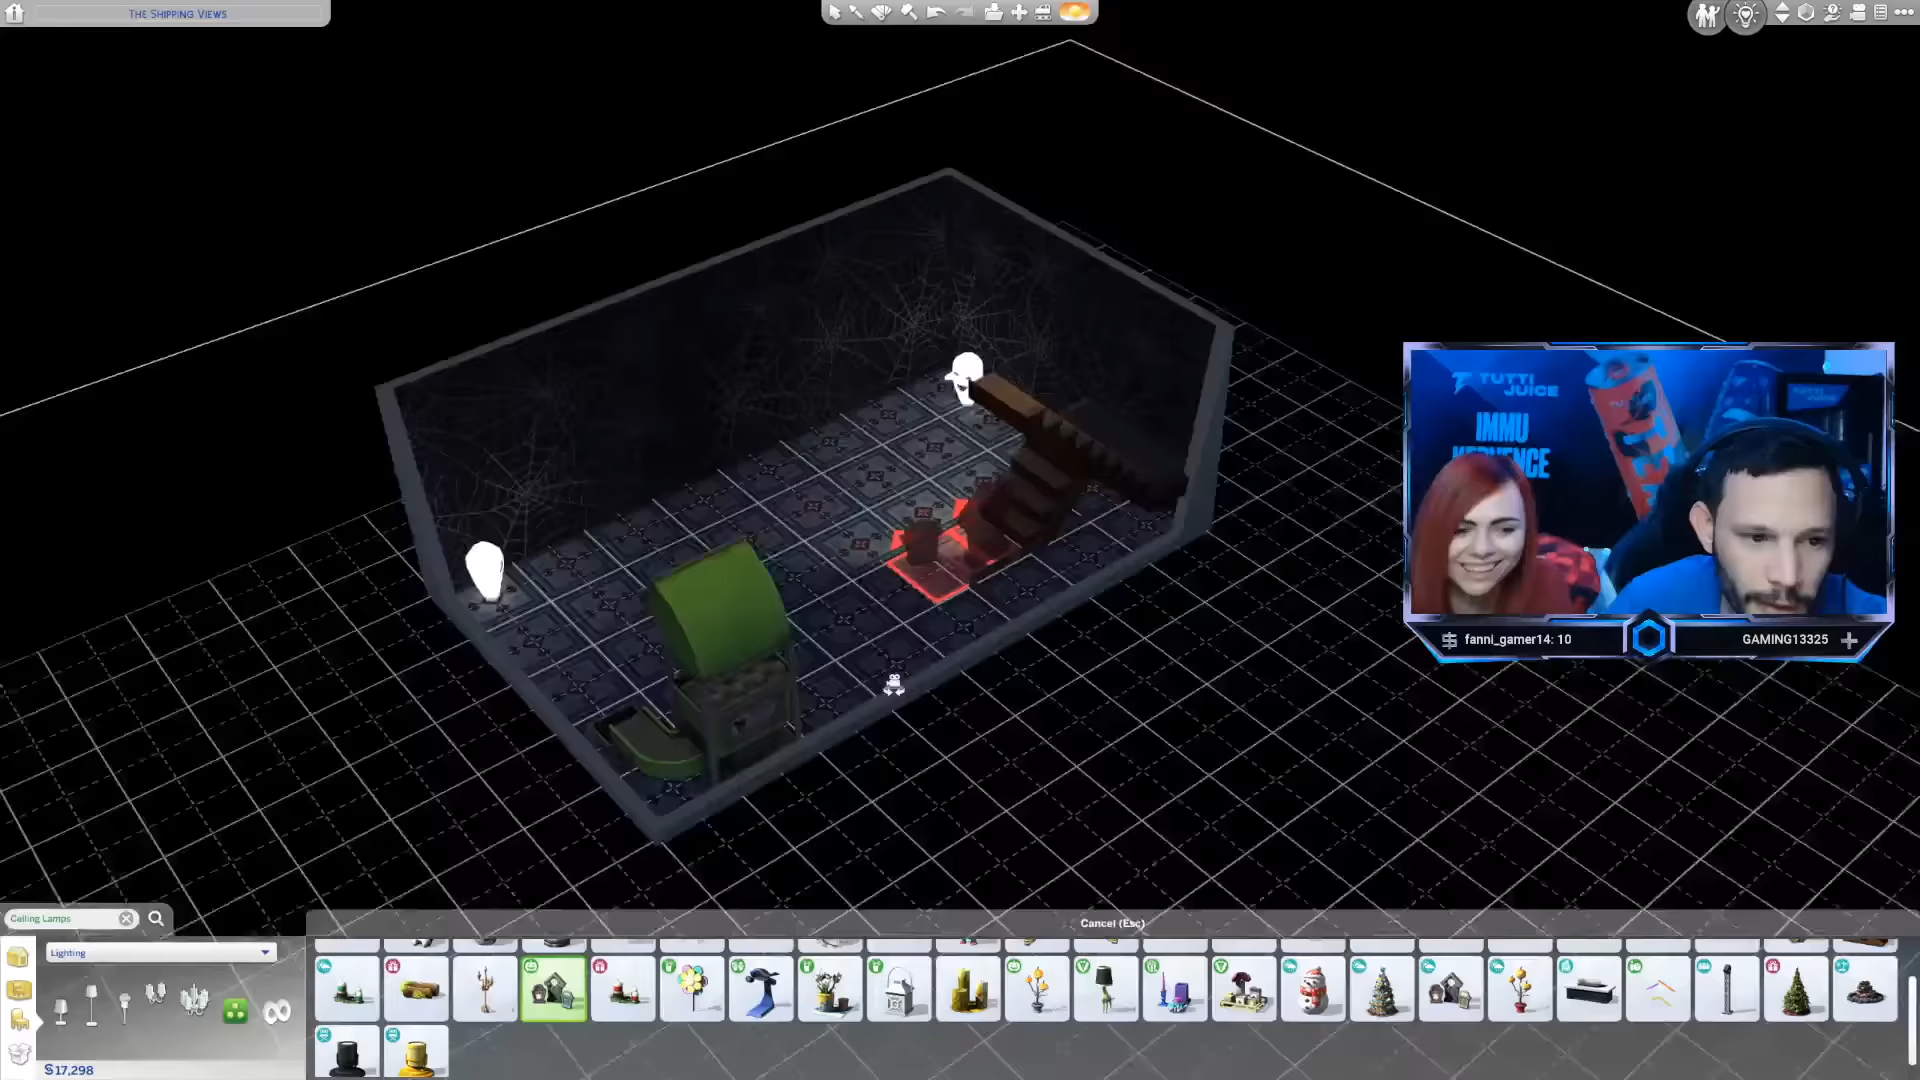 THE SHIPPING VIEWS
TUTTI
JUICE
IMMU
fanni_gamer14: 10
GAMING13325
Ceiling Lamps
Cancel (Esc)
Lighting
§17,298